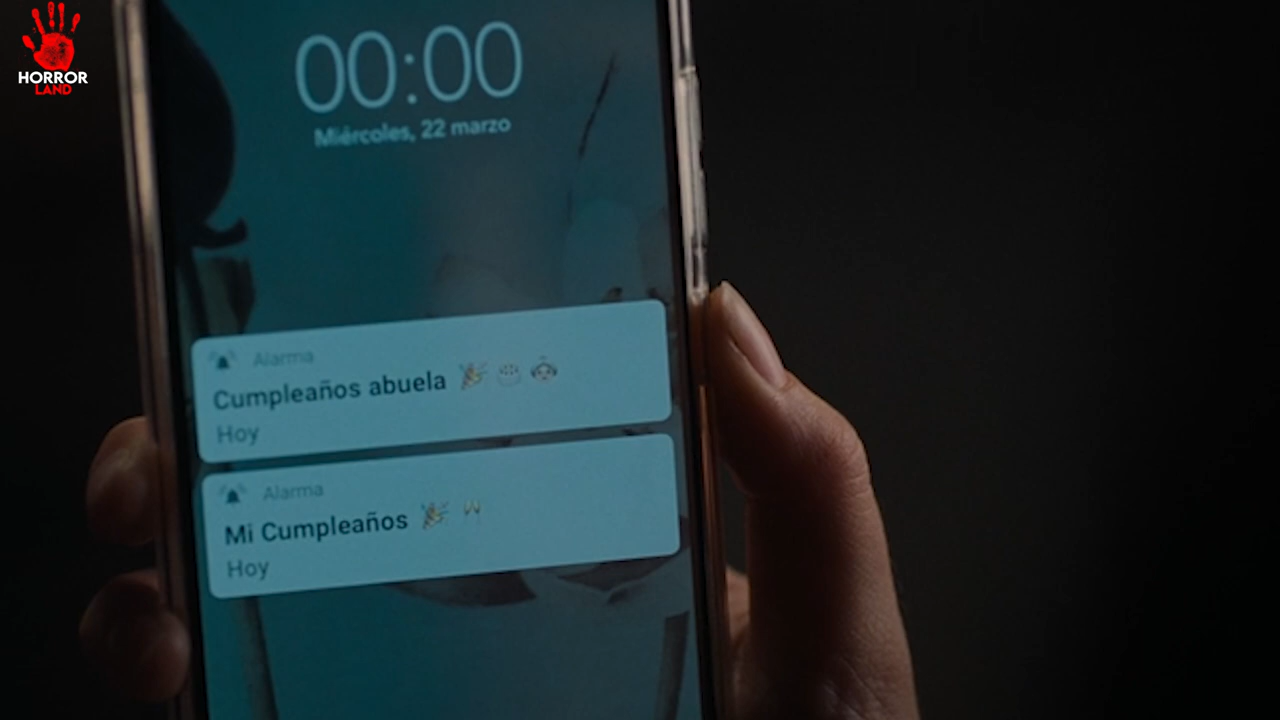 HORROR
LAND
00:00
Miércoles, 22 marzo
Alarma
Cumpleaños abuela 🎉 🎂 👵
Hoy
Alarma
Mi Cumpleaños 🎉 🥂
Hoy